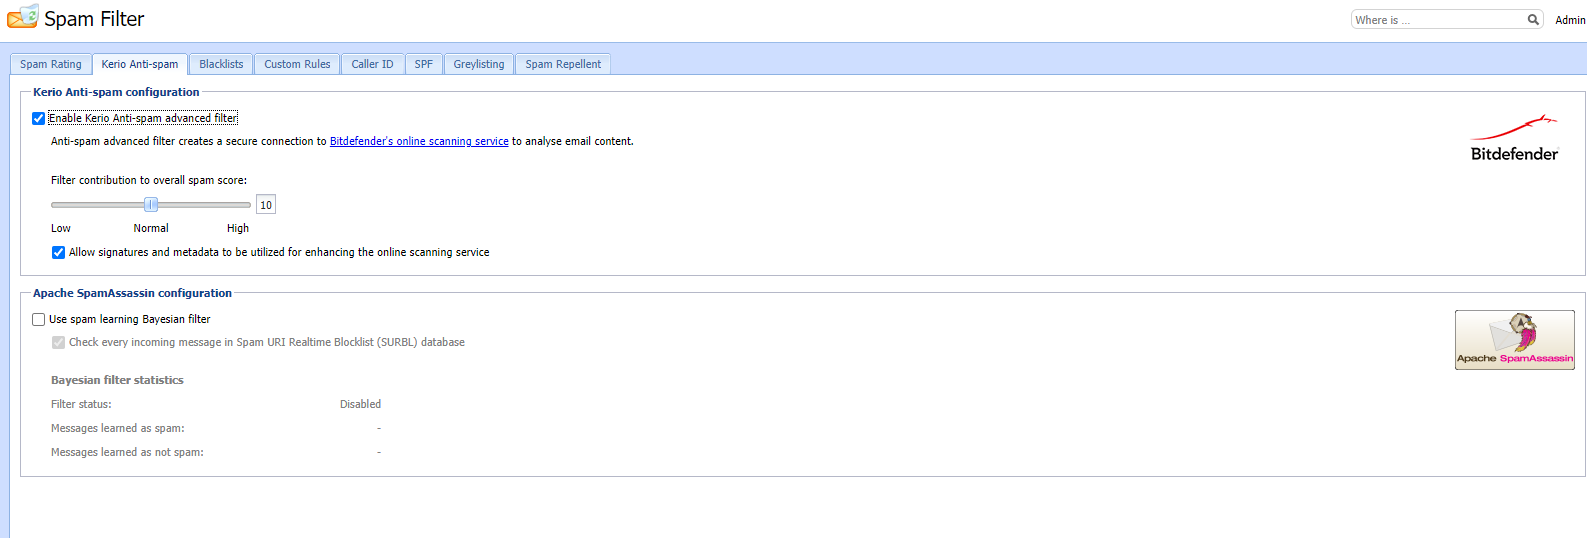 Spam Filter
Where is ...
Admin
Spam Rating Kerio Anti-spam Blacklists Custom Rules Caller ID SPF Greylisting Spam Repellent
Kerio Anti-spam configuration
Enable Kerio Anti-spam advanced filter
Anti-spam advanced filter creates a secure connection to Bitdefender's online scanning service to analyse email content.
Bitdefender
Filter contribution to overall spam score:
10
Low Normal High
Allow signatures and metadata to be utilized for enhancing the online scanning service
Apache SpamAssassin configuration
Use spam learning Bayesian filter
Check every incoming message in Spam URI Realtime Blocklist (SURBL) database
Apache SpamAssassin
Bayesian filter statistics
Filter status: Disabled
Messages learned as spam: -
Messages learned as not spam: -